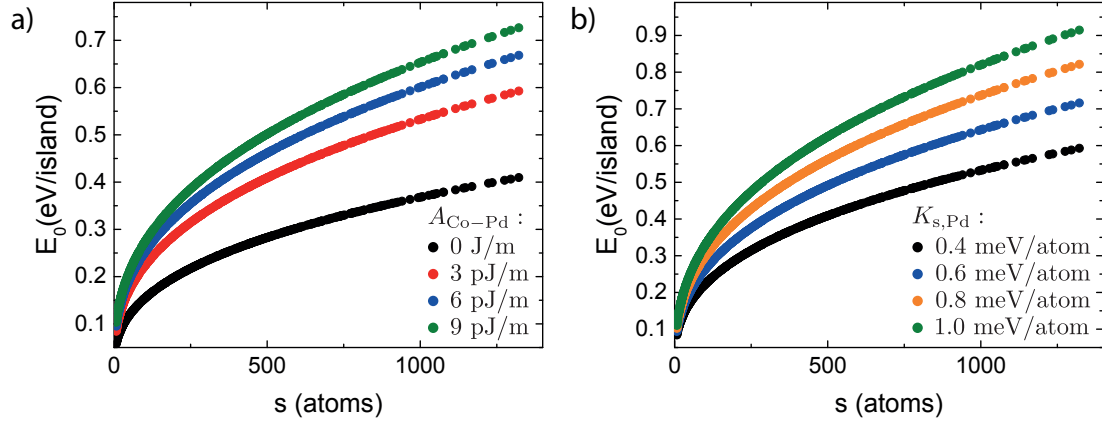 a)
E₀(eV/island)
0.7
0.6
0.5
0.4
0.3
0.2
0.1
A_Co−Pd :
0 J/m
3 pJ/m
6 pJ/m
9 pJ/m
0 500 1000
s (atoms)
b)
E₀(eV/island)
0.9
0.8
0.7
0.6
0.5
0.4
0.3
0.2
0.1
K_s,Pd :
0.4 meV/atom
0.6 meV/atom
0.8 meV/atom
1.0 meV/atom
0 500 1000
s (atoms)